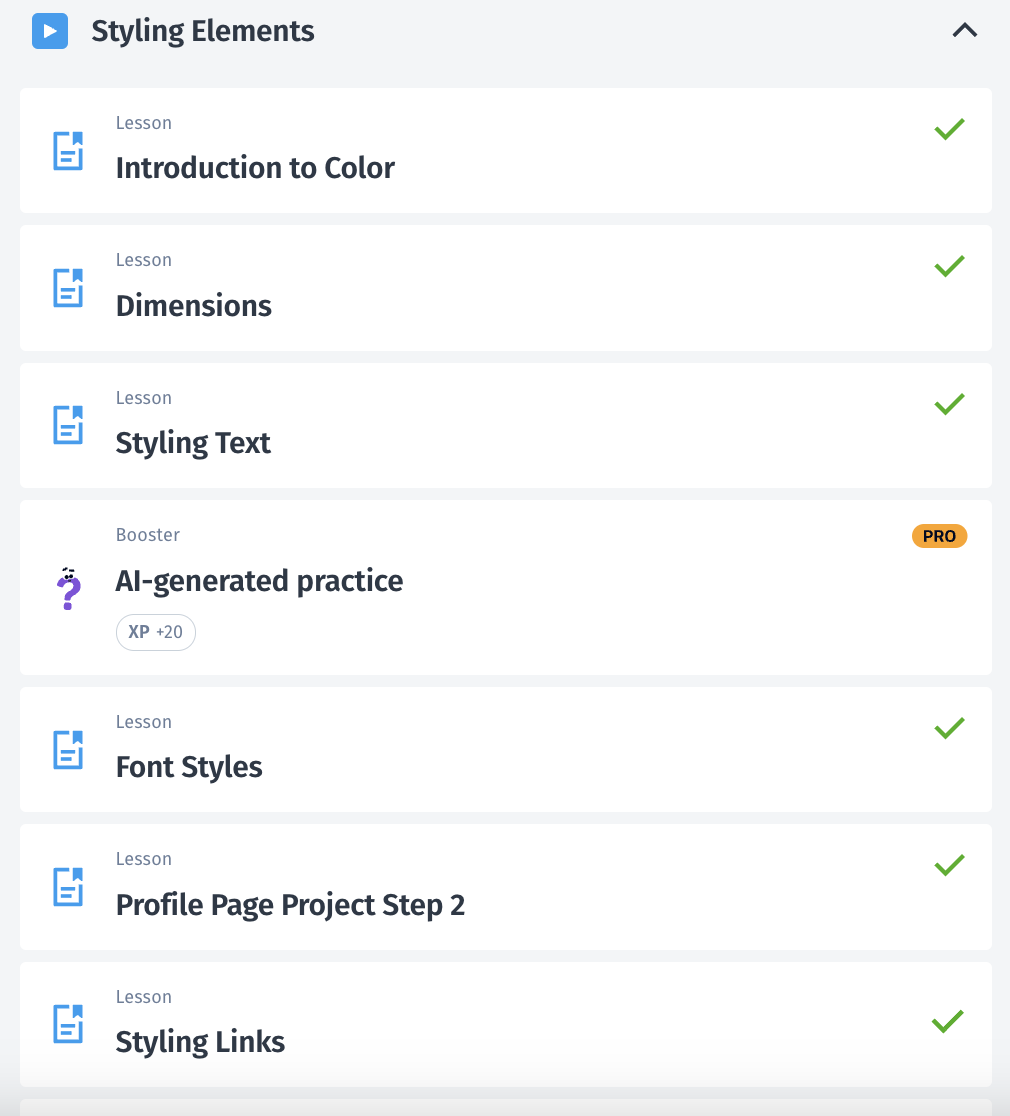 Styling Elements
Lesson
Introduction to Color
Lesson
Dimensions
Lesson
Styling Text
Booster
PRO
AI-generated practice
XP +20
Lesson
Font Styles
Lesson
Profile Page Project Step 2
Lesson
Styling Links